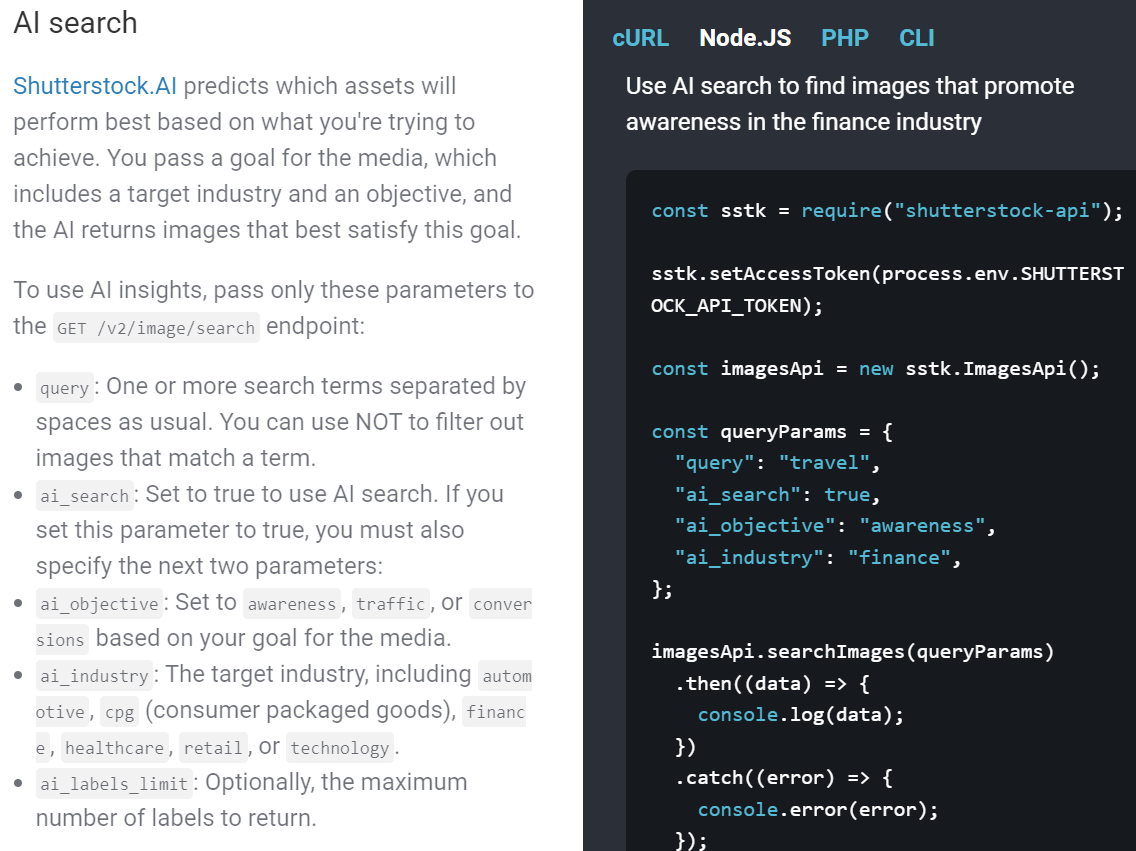 AI search
Shutterstock.AI predicts which assets will
perform best based on what you're trying to
achieve. You pass a goal for the media, which
includes a target industry and an objective, and
the AI returns images that best satisfy this goal.
To use AI insights, pass only these parameters to
the GET /v2/image/search endpoint:
• query: One or more search terms separated by
spaces as usual. You can use NOT to filter out
images that match a term.
• ai_search: Set to true to use AI search. If you
set this parameter to true, you must also
specify the next two parameters:
• ai_objective: Set to awareness, traffic, or conver
sions based on your goal for the media.
• ai_industry: The target industry, including autom
otive, cpg (consumer packaged goods), financ
e, healthcare, retail, or technology.
• ai_labels_limit: Optionally, the maximum
number of labels to return.
cURL Node.JS PHP CLI
Use AI search to find images that promote
awareness in the finance industry
const sstk = require("shutterstock-api");
sstk.setAccessToken(process.env.SHUTTERST
OCK_API_TOKEN);
const imagesApi = new sstk.ImagesApi();
const queryParams = {
  "query": "travel",
  "ai_search": true,
  "ai_objective": "awareness",
  "ai_industry": "finance",
};
imagesApi.searchImages(queryParams)
  .then((data) => {
    console.log(data);
  })
  .catch((error) => {
    console.error(error);
  });